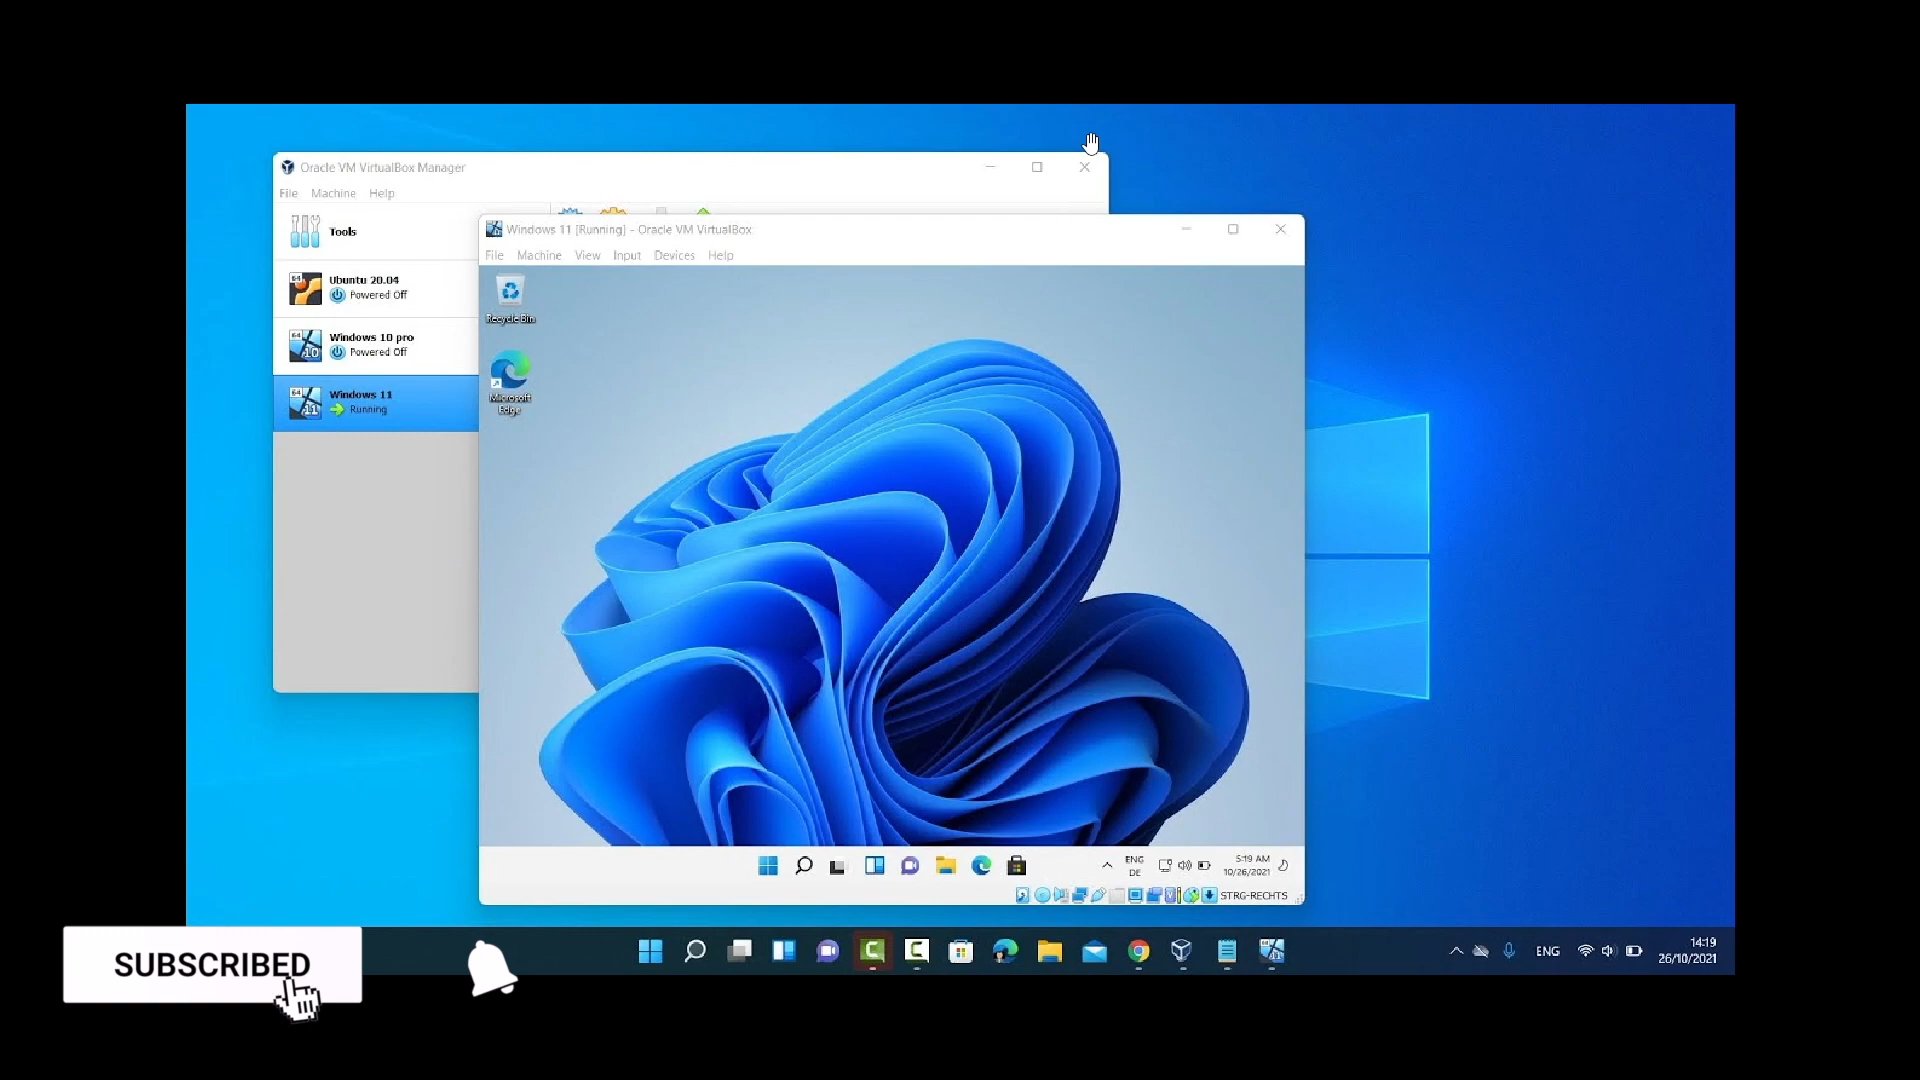 Oracle VM VirtualBox Manager
File Machine Help
Tools
Ubuntu 20.04
Powered Off
Windows 10 pro
Powered Off
Windows 11
Running
Windows 11 [Running] - Oracle VM VirtualBox
File Machine View Input Devices Help
Recycle Bin
Microsoft
Edge
ENG
DE
5:19 AM
10/26/2021
STRG-RECHTS
ENG
14:19
26/10/2021
SUBSCRIBED